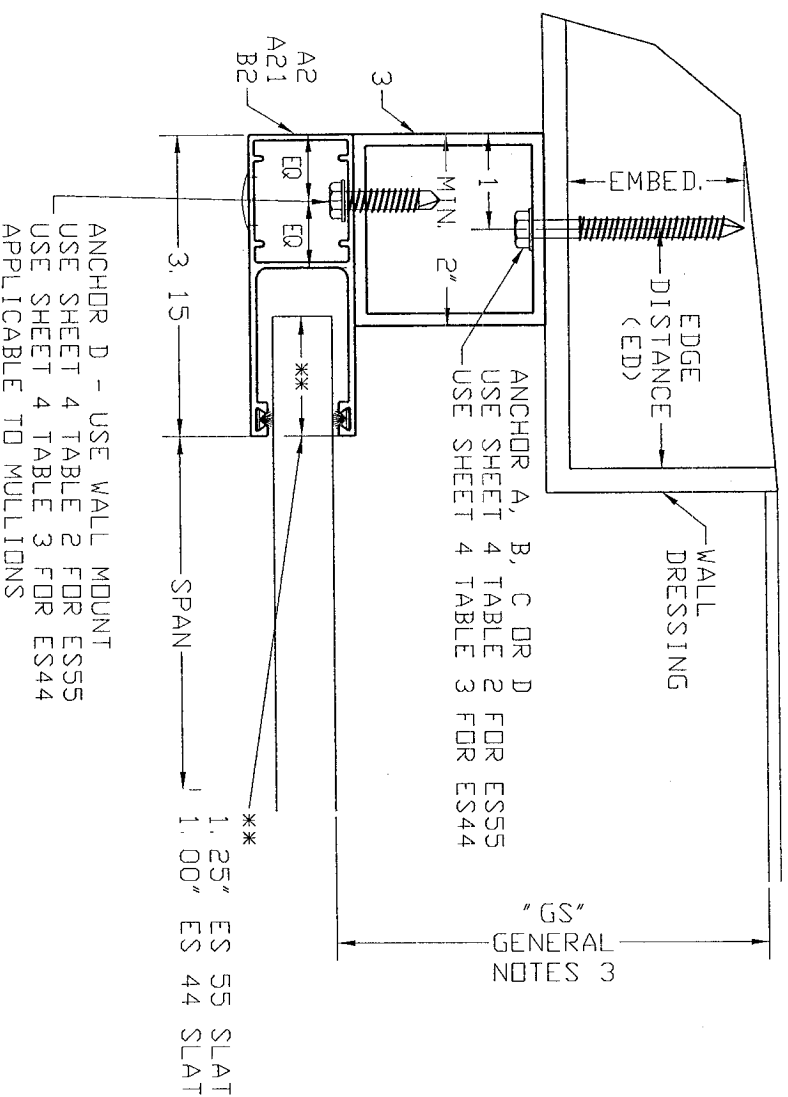 EMBED.
EDGE
DISTANCE
(ED)
WALL
DRESSING
ANCHOR A, B, C OR D
USE SHEET 4 TABLE 2 FOR ES55
USE SHEET 4 TABLE 3 FOR ES44
1
MIN. 2"
3
A2
A21
B2
EQ
EQ
**
3.15
SPAN
"GS"
GENERAL
NOTES 3
**
1.25" ES 55 SLAT
1.00" ES 44 SLAT
ANCHOR D - USE WALL MOUNT
USE SHEET 4 TABLE 2 FOR ES55
USE SHEET 4 TABLE 3 FOR ES44
APPLICABLE TO MULLIONS